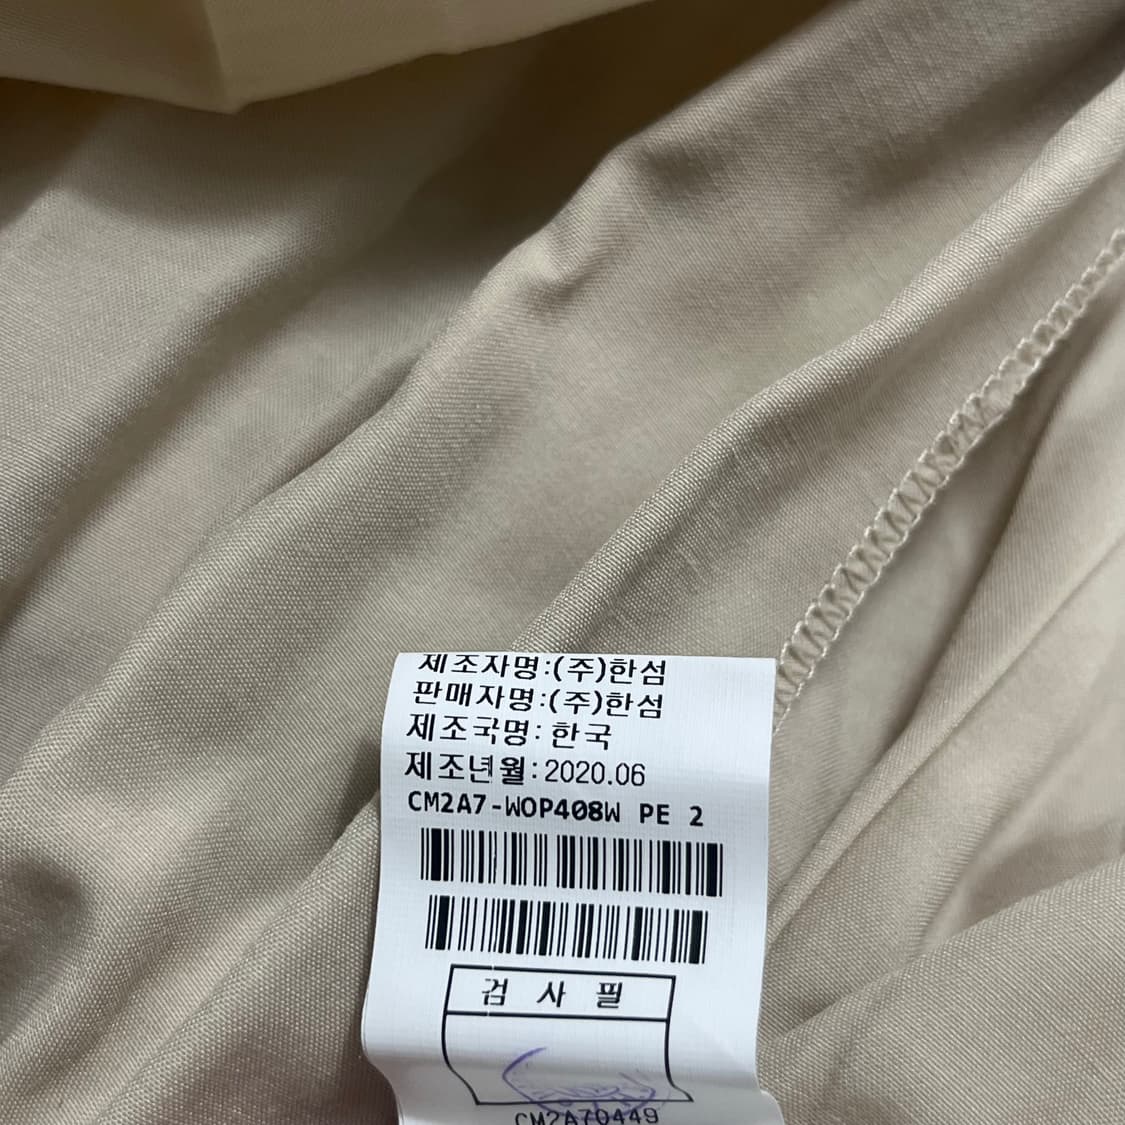 제조자명:(주)한섬
판매자명:(주)한섬
제조국명: 한국
제조년월:2020.06
CM2A7-WOP408W PE 2
검 사 필
CM2A70449